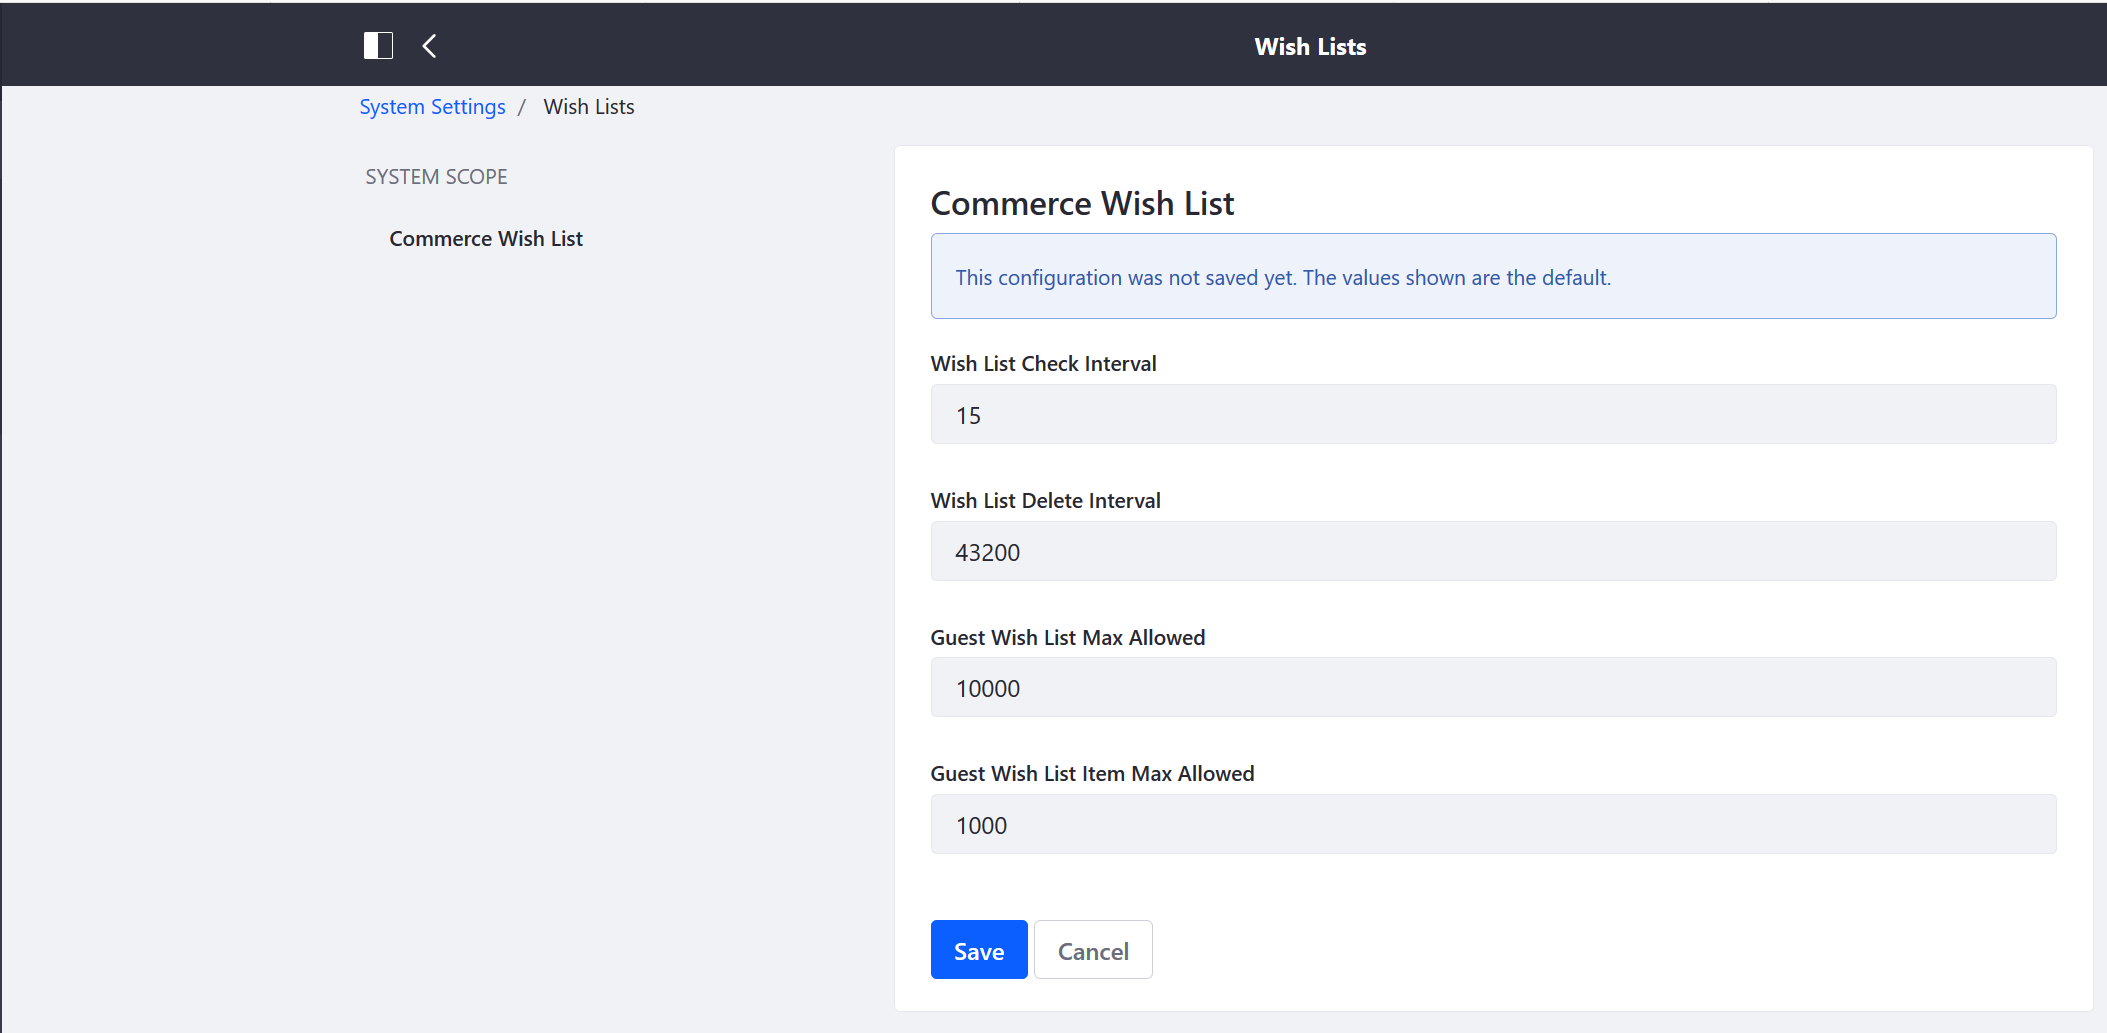 Wish Lists
System Settings / Wish Lists
SYSTEM SCOPE
Commerce Wish List
Commerce Wish List
This configuration was not saved yet. The values shown are the default.
Wish List Check Interval
15
Wish List Delete Interval
43200
Guest Wish List Max Allowed
10000
Guest Wish List Item Max Allowed
1000
Save Cancel